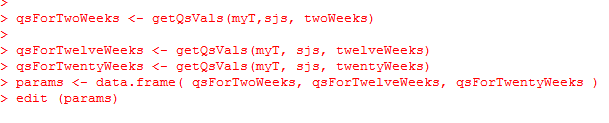 >
> qsForTwoWeeks <- getQsVals(myT,sjs, twoWeeks)
>
> qsForTwelveWeeks <- getQsVals(myT, sjs, twelveWeeks)
> qsForTwentyWeeks <- getQsVals(myT, sjs, twentyWeeks)
> params <- data.frame( qsForTwoWeeks, qsForTwelveWeeks, qsForTwentyWeeks )
> edit (params)